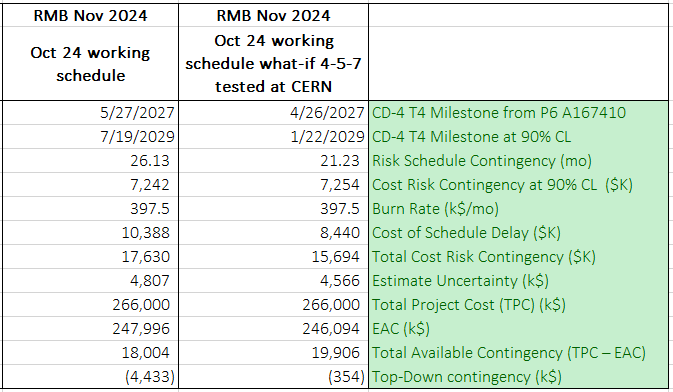 RMB Nov 2024 RMB Nov 2024
Oct 24 working schedule Oct 24 working schedule what-if 4-5-7 tested at CERN
5/27/2027 4/26/2027 CD-4 T4 Milestone from P6 A167410
7/19/2029 1/22/2029 CD-4 T4 Milestone at 90% CL
26.13 21.23 Risk Schedule Contingency (mo)
7,242 7,254 Cost Risk Contingency at 90% CL ($K)
397.5 397.5 Burn Rate (k$/mo)
10,388 8,440 Cost of Schedule Delay ($K)
17,630 15,694 Total Cost Risk Contingency ($K)
4,807 4,566 Estimate Uncertainty (k$)
266,000 266,000 Total Project Cost (TPC) (k$)
247,996 246,094 EAC (k$)
18,004 19,906 Total Available Contingency (TPC – EAC)
(4,433) (354) Top-Down contingency (k$)